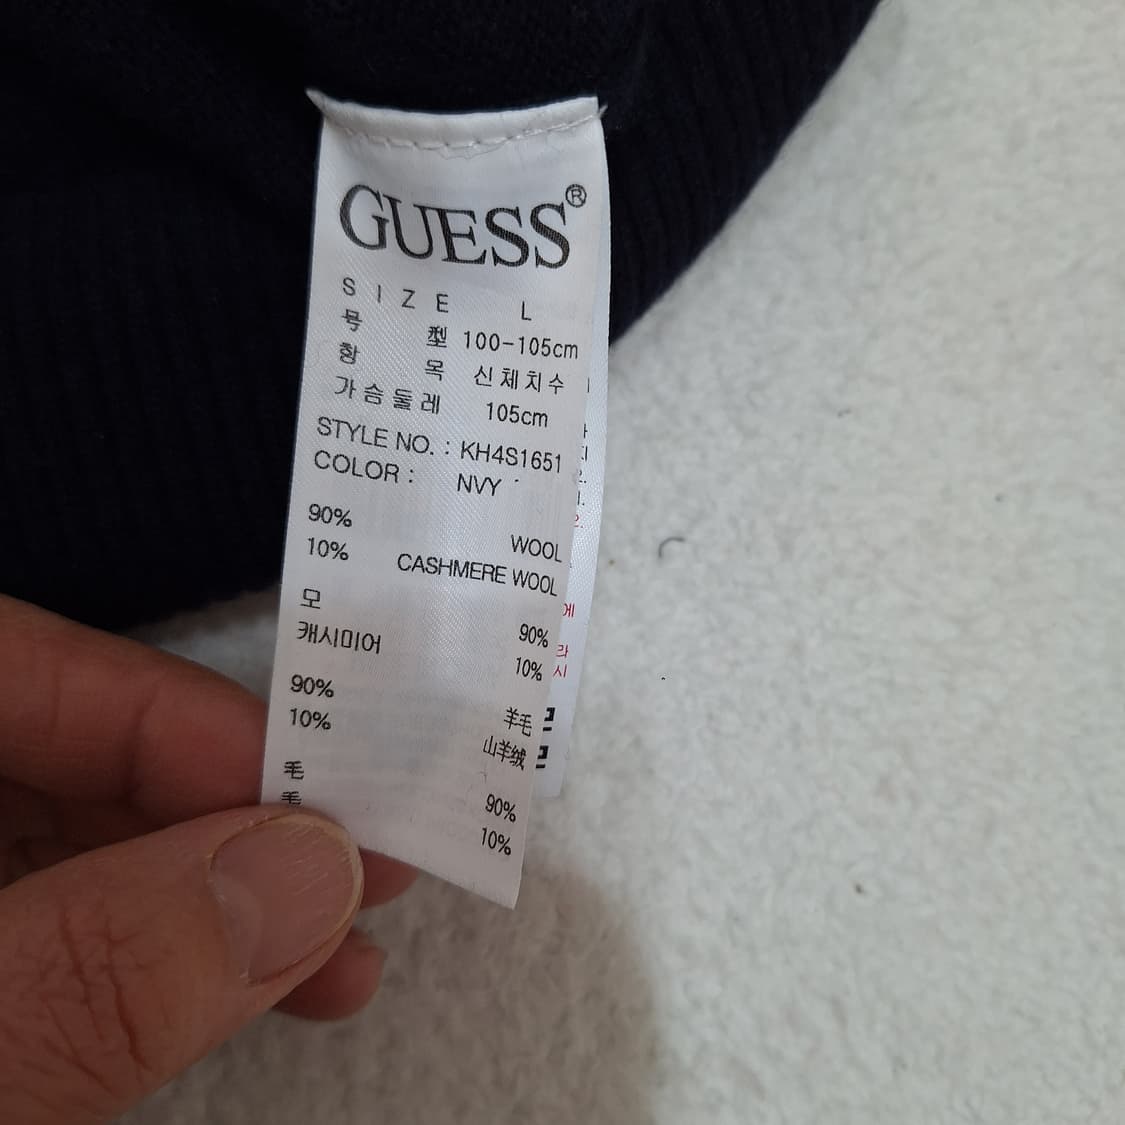 GUESS®
SIZE L
호 型 100-105cm
항 목 신체치수
가슴둘레 105cm
STYLE NO. : KH4S1651
COLOR : NVY
90% WOOL
10% CASHMERE WOOL
모 90%
캐시미어 10%
90% 羊毛
10% 山羊绒
毛 90%
毛 10%